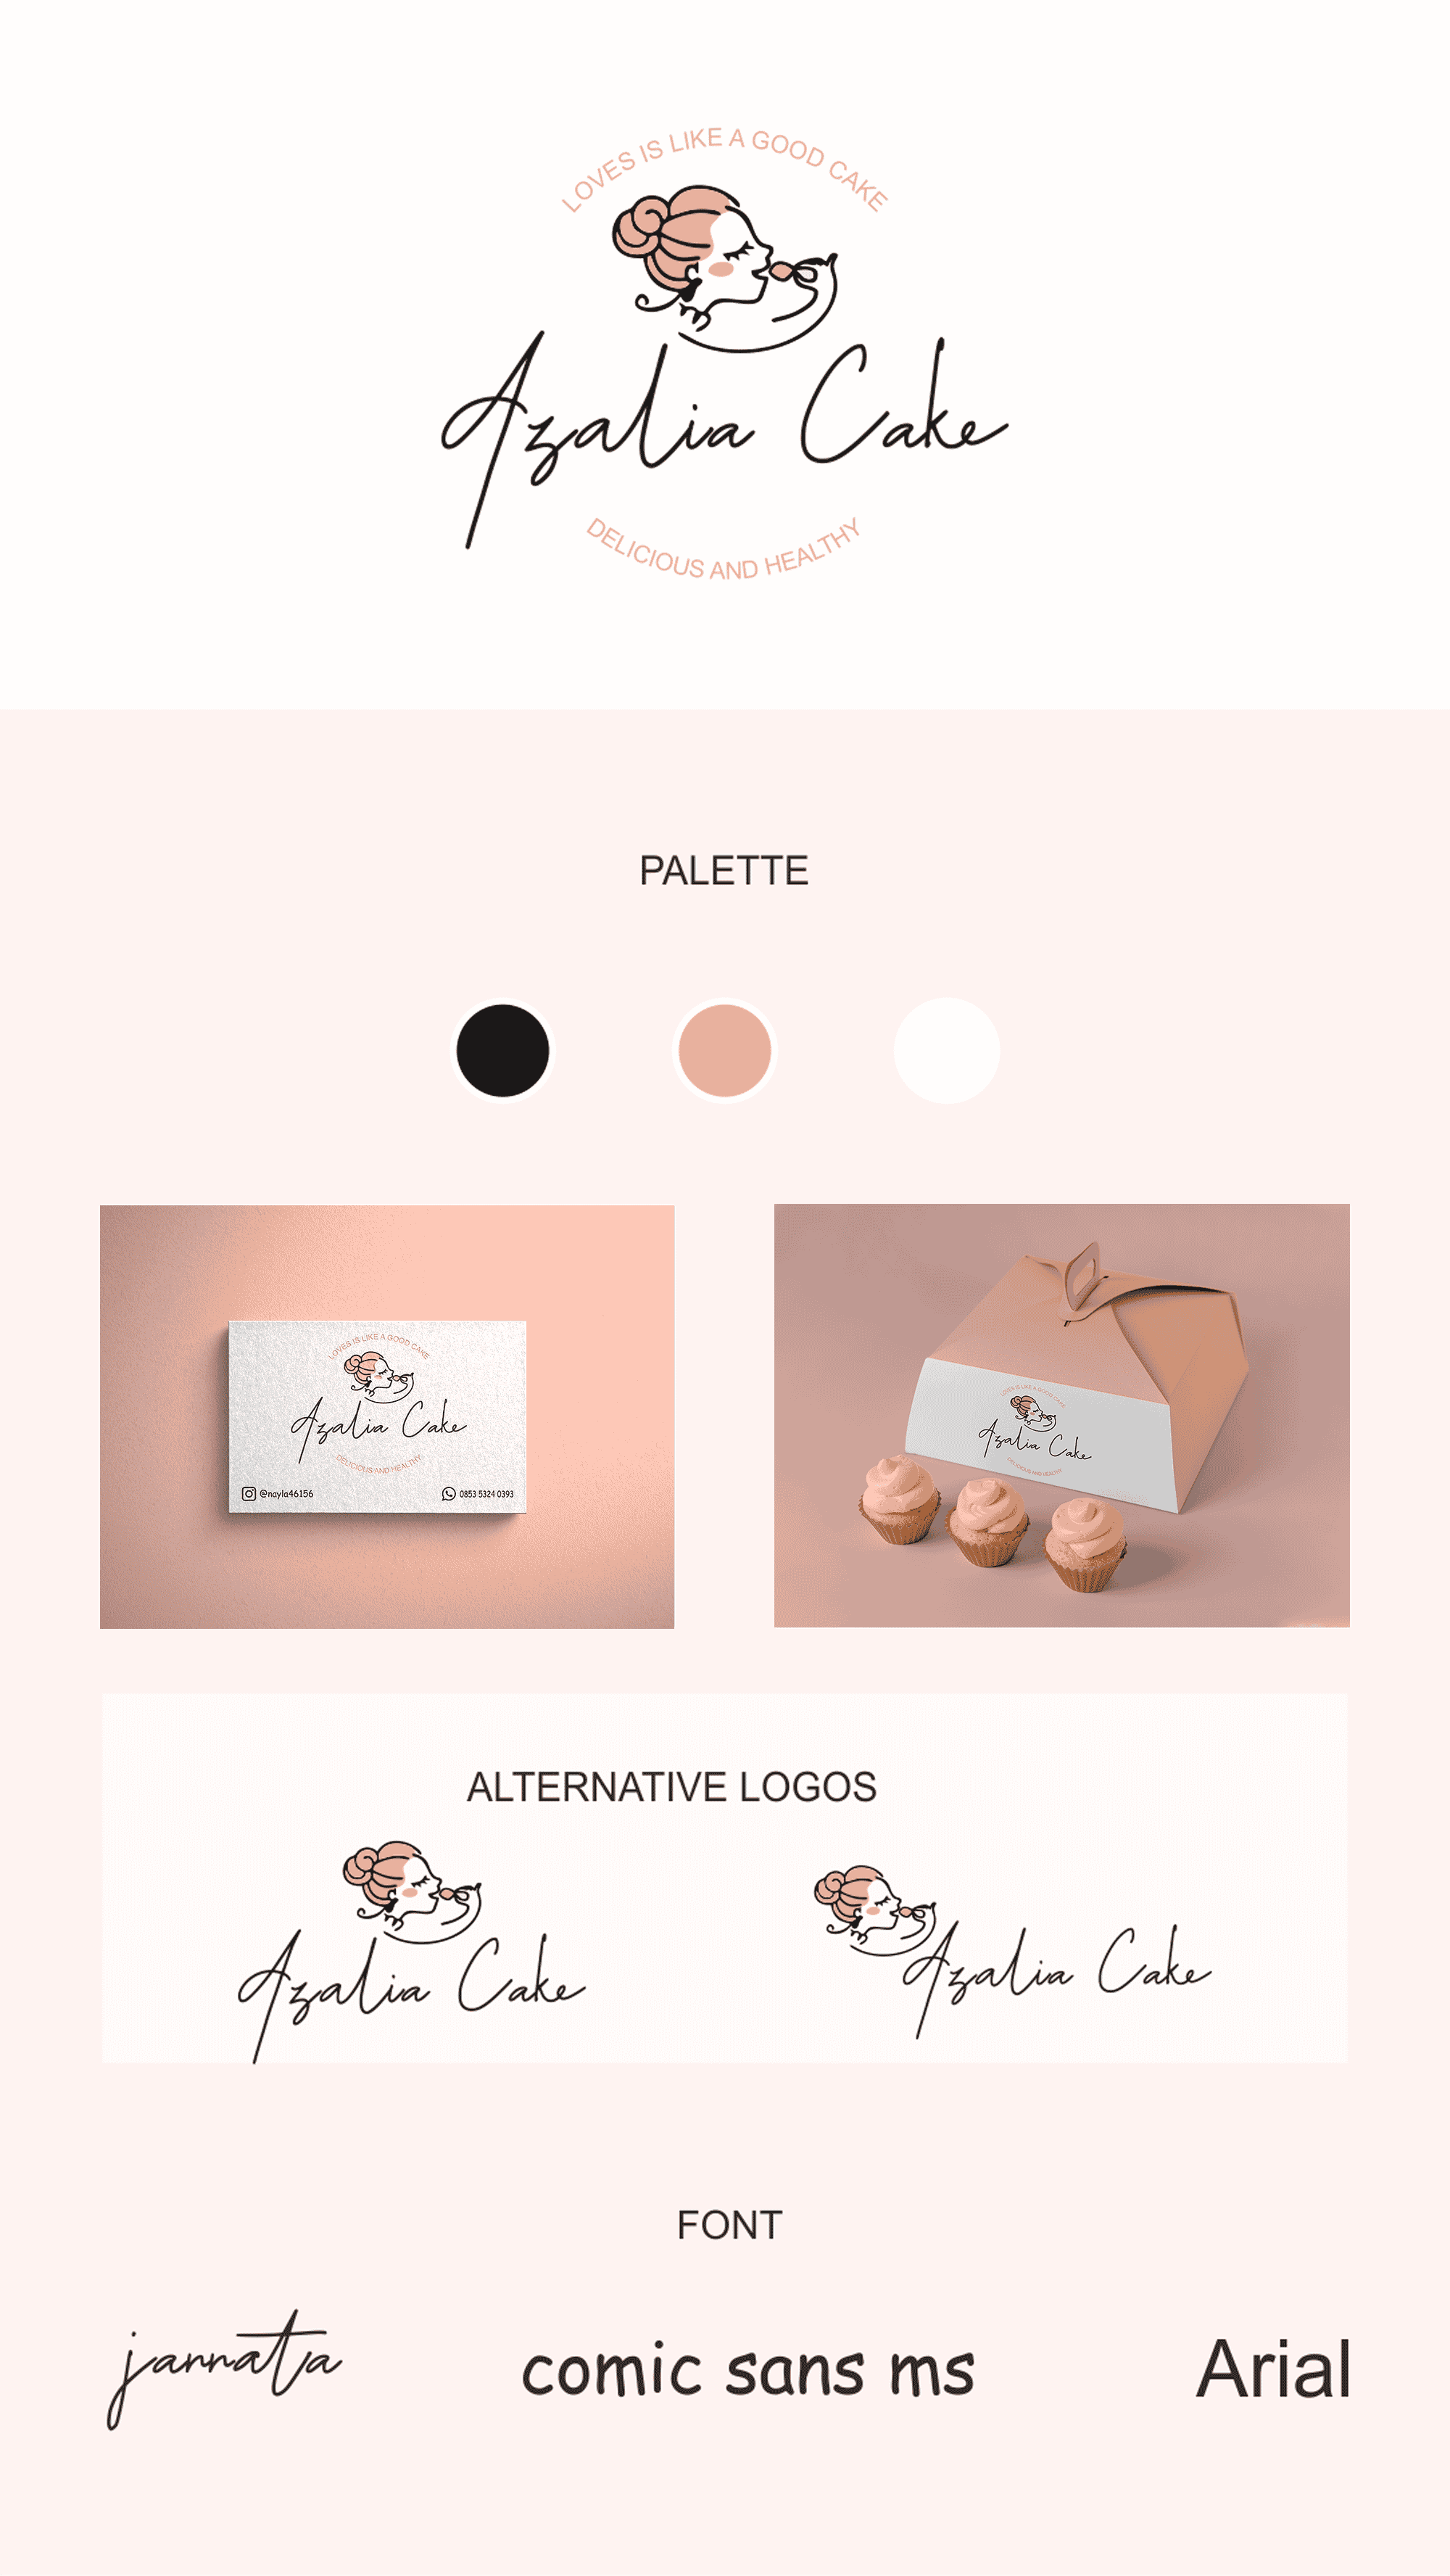 LOVES IS LIKE A GOOD CAKE
Azalia Cake
DELICIOUS AND HEALTHY
PALETTE
LOVES IS LIKE A GOOD CAKE
Azalia Cake
DELICIOUS AND HEALTHY
@nayla46156
0853 5324 0393
LOVES IS LIKE A GOOD CAKE
Azalia Cake
DELICIOUS AND HEALTHY
ALTERNATIVE LOGOS
Azalia Cake
Azalia Cake
FONT
jannatta
comic sans ms
Arial